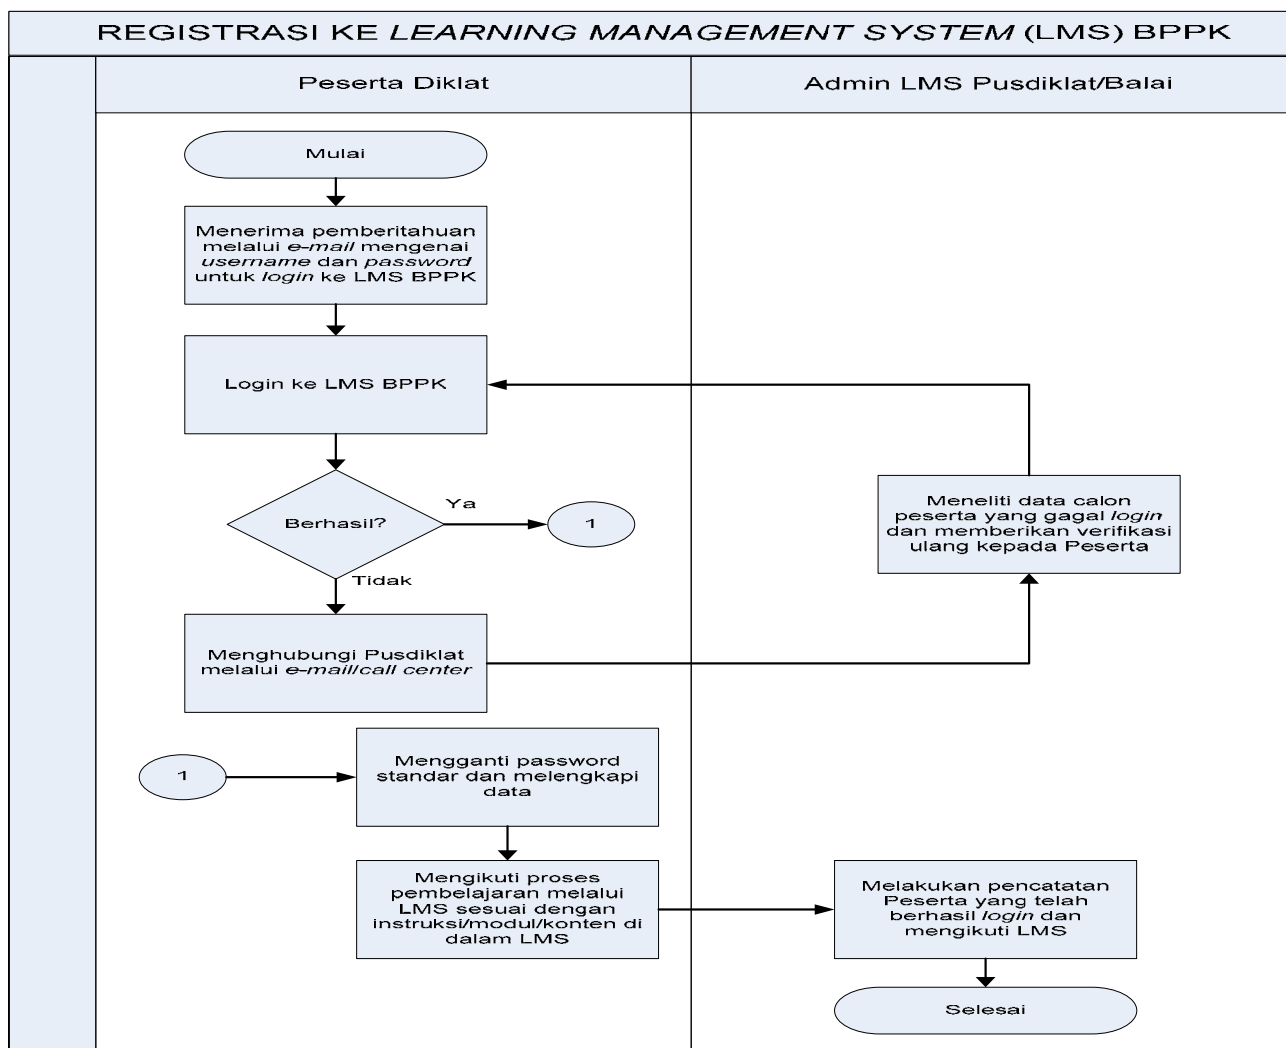 REGISTRASI KE LEARNING MANAGEMENT SYSTEM (LMS) BPPK
Peserta Diklat
Admin LMS Pusdiklat/Balai
Mulai
Menerima pemberitahuan
melalui e-mail mengenai
username dan password
untuk login ke LMS BPPK
Login ke LMS BPPK
Berhasil?
Ya
1
Tidak
Meneliti data calon
peserta yang gagal login
dan memberikan verifikasi
ulang kepada Peserta
Menghubungi Pusdiklat
melalui e-mail/call center
1
Mengganti password
standar dan melengkapi
data
Mengikuti proses
pembelajaran melalui
LMS sesuai dengan
instruksi/modul/konten di
dalam LMS
Melakukan pencatatan
Peserta yang telah
berhasil login dan
mengikuti LMS
Selesai